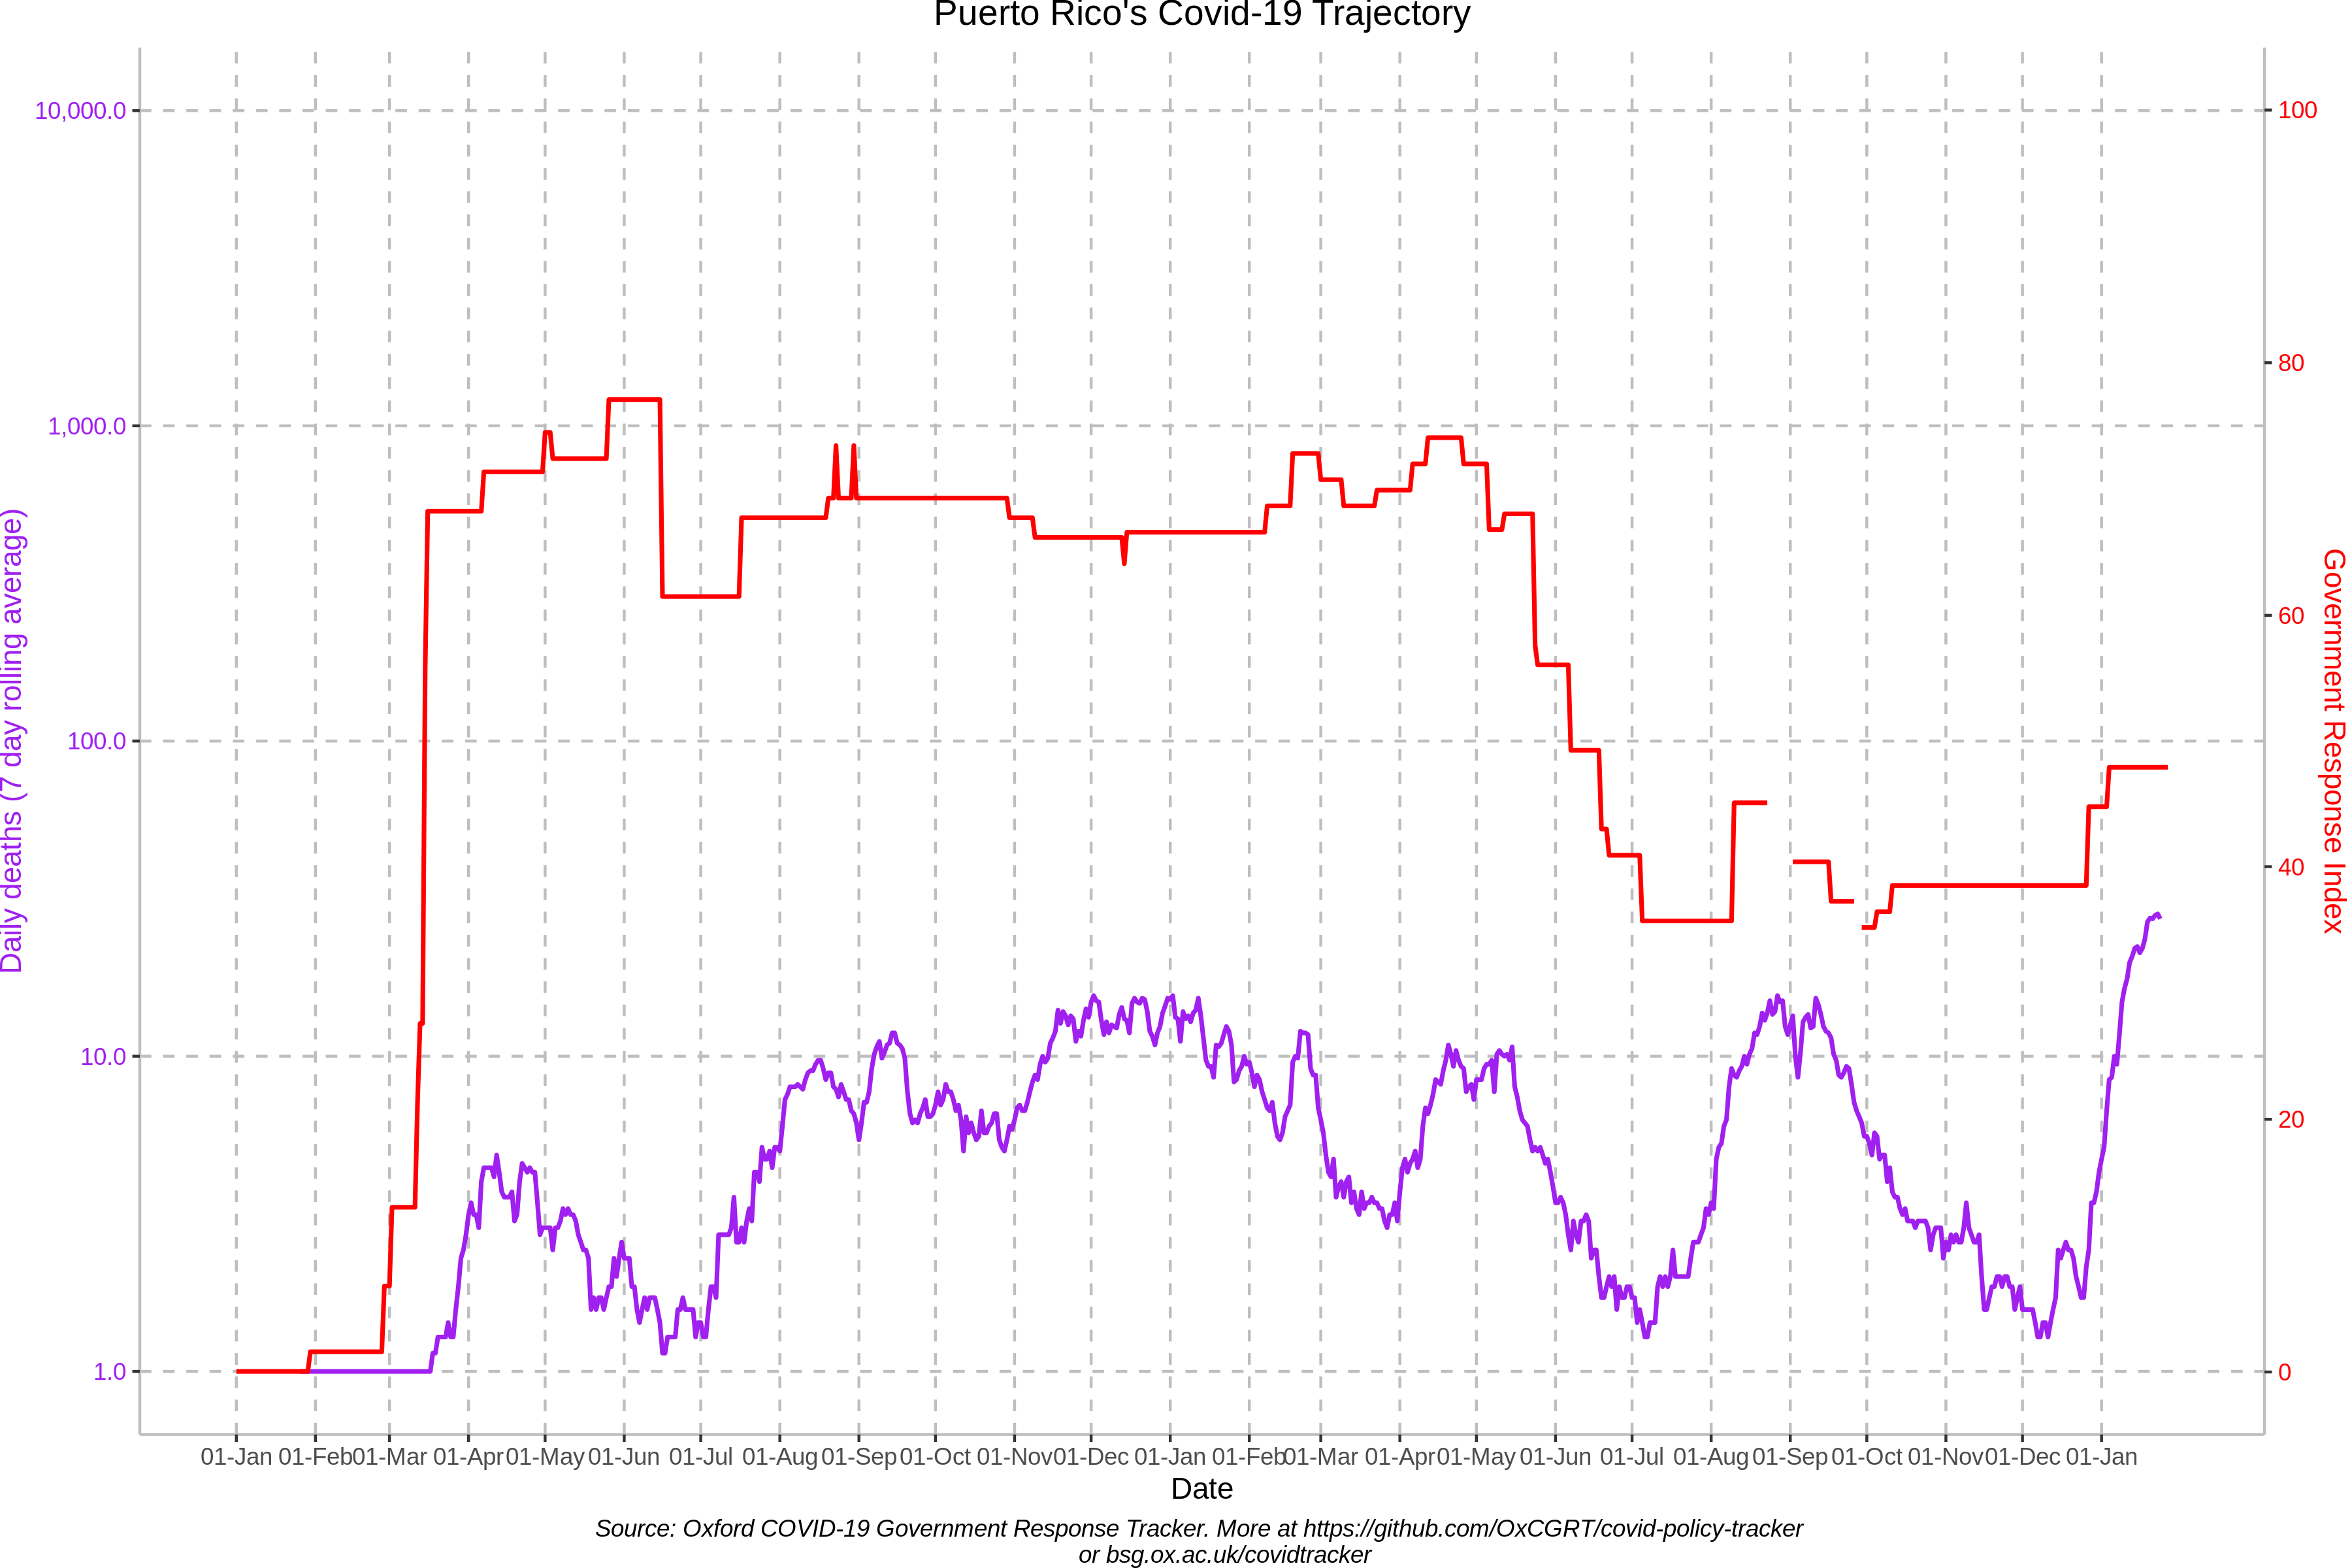 Puerto Rico's Covid-19 Trajectory
10,000.0
1,000.0
100.0
10.0
1.0
Daily deaths (7 day rolling average)
100
80
60
40
20
0
Government Response Index
01-Jan 01-Feb 01-Mar 01-Apr 01-May 01-Jun 01-Jul 01-Aug 01-Sep 01-Oct 01-Nov 01-Dec 01-Jan 01-Feb 01-Mar 01-Apr 01-May 01-Jun 01-Jul 01-Aug 01-Sep 01-Oct 01-Nov 01-Dec 01-Jan
Date
Source: Oxford COVID-19 Government Response Tracker. More at https://github.com/OxCGRT/covid-policy-tracker
or bsg.ox.ac.uk/covidtracker